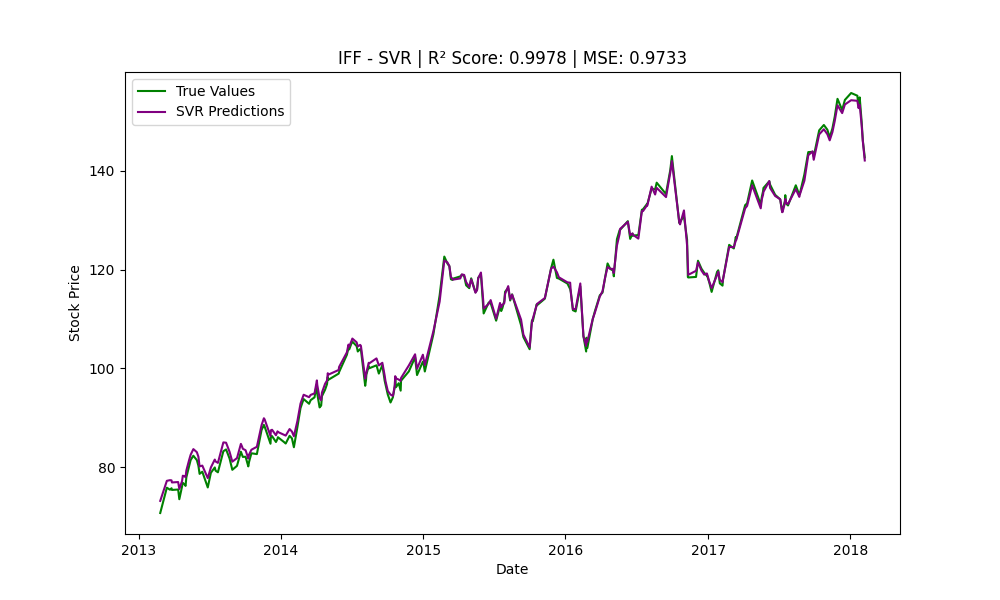 IFF - SVR | R² Score: 0.9978 | MSE: 0.9733
True Values
SVR Predictions
Stock Price
140
120
100
80
2013 2014 2015 2016 2017 2018
Date